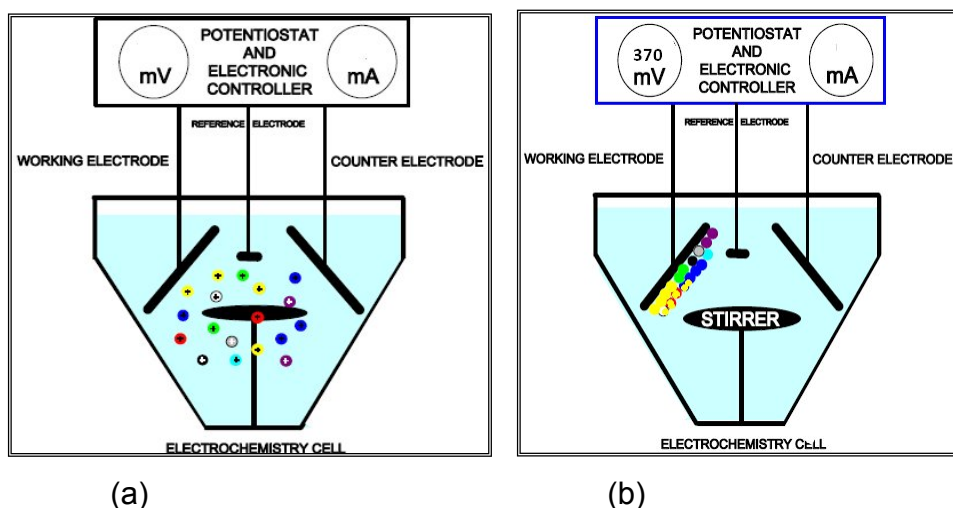 POTENTIOSTAT
AND
ELECTRONIC
CONTROLLER
mV
mA
REFERENCE ELECTRODE
WORKING ELECTRODE
COUNTER ELECTRODE
ELECTROCHEMISTRY CELL
(a)
POTENTIOSTAT
AND
ELECTRONIC
CONTROLLER
370
mV
mA
REFERENCE ELECTRODE
WORKING ELECTRODE
COUNTER ELECTRODE
STIRRER
ELECTROCHEMISTRY CELL
(b)